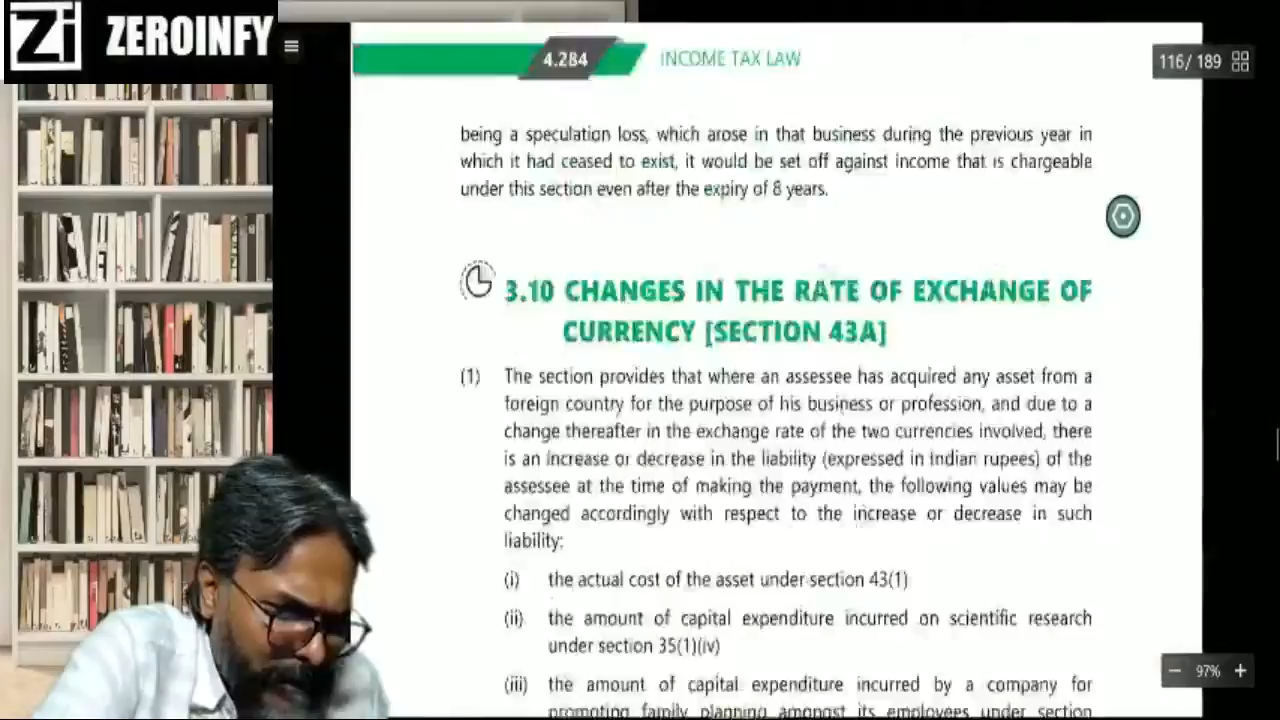 Zi ZEROINFY
4.284 INCOME TAX LAW
116/ 189
being a speculation loss, which arose in that business during the previous year in
which it had ceased to exist, it would be set off against income that is chargeable
under this section even after the expiry of 8 years.
3.10 CHANGES IN THE RATE OF EXCHANGE OF
CURRENCY [SECTION 43A]
(1) The section provides that where an assessee has acquired any asset from a
foreign country for the purpose of his business or profession, and due to a
change thereafter in the exchange rate of the two currencies involved, there
is an increase or decrease in the liability (expressed in Indian rupees) of the
assessee at the time of making the payment, the following values may be
changed accordingly with respect to the increase or decrease in such
liability:
(i) the actual cost of the asset under section 43(1)
(ii) the amount of capital expenditure incurred on scientific research
under section 35(1)(iv)
(iii) the amount of capital expenditure incurred by a company for
promoting family planning amongst its employees under section
97%